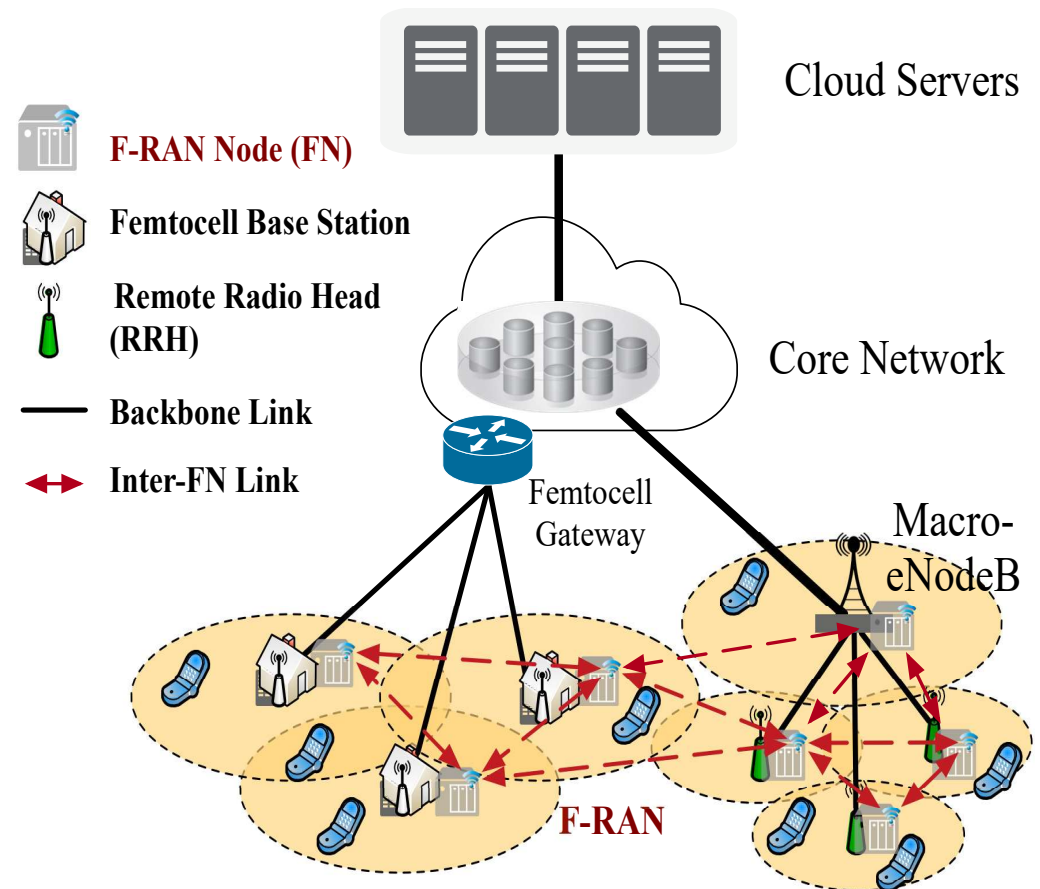 Cloud Servers
F-RAN Node (FN)
Femtocell Base Station
Remote Radio Head
(RRH)
Core Network
Backbone Link
Inter-FN Link
Femtocell
Gateway
Macro-
eNodeB
F-RAN